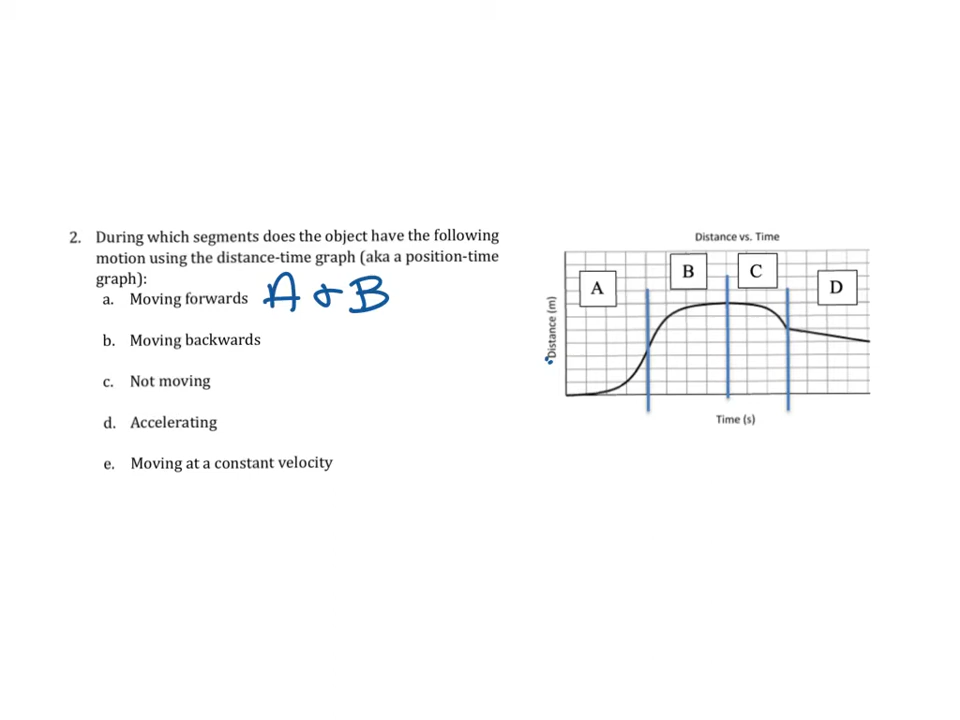 2. During which segments does the object have the following
motion using the distance-time graph (aka a position-time
graph):
a. Moving forwards A & B
b. Moving backwards
c. Not moving
d. Accelerating
e. Moving at a constant velocity
Distance vs. Time
A
B
C
D
Distance (m)
Time (s)